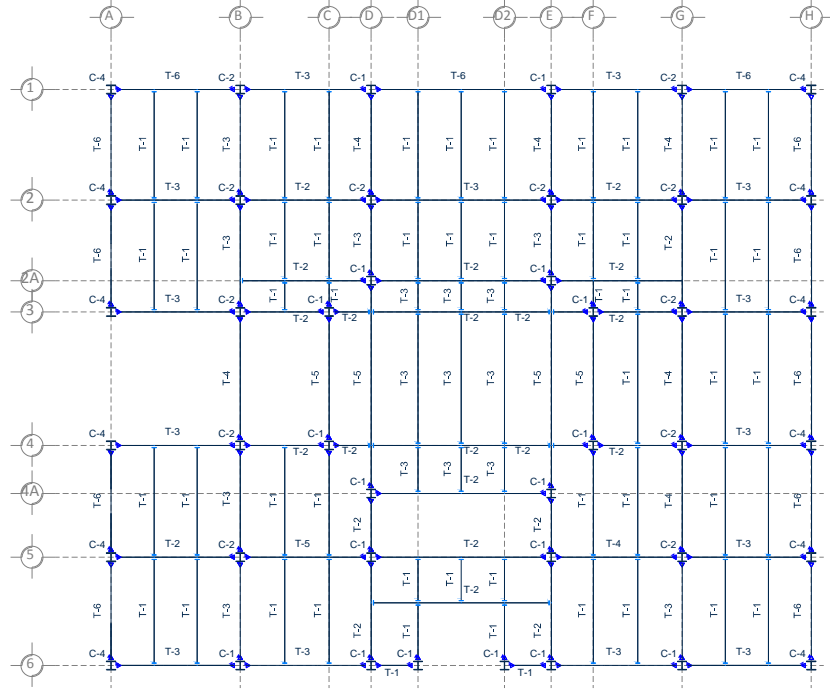 A B C D D1 D2 E F G H
C-4 T-6 C-2 T-3 C-1 T-6 C-1 T-3 C-2 T-6 C-4
1
T-6 T-1 T-1 T-3 T-1 T-1 T-4 T-1 T-1 T-1 T-4 T-1 T-1 T-4 T-1 T-1 T-6
C-4 T-3 C-2 T-2 C-2 T-3 C-2 T-2 C-2 T-3 C-4
2
T-6 T-1 T-1 T-3 T-1 T-1 T-3 T-1 T-1 T-1 T-3 T-1 T-1 T-2 T-1 T-1 T-6
T-2 C-1 T-2 C-1 T-2
2A
T-1 T-1 T-3 T-3 T-3 T-1 T-1
C-4 T-3 C-2 C-1 C-1 C-2 T-3 C-4
3
T-2 T-2 T-2 T-2 T-2
T-4 T-5 T-5 T-3 T-3 T-3 T-5 T-5 T-1 T-4 T-1 T-1 T-6
C-4 T-3 C-2 C-1 C-1 C-2 T-3 C-4
4
T-2 T-2 T-2 T-2 T-2
T-3 T-3 T-3
C-1 T-2 C-1
4A
T-6 T-1 T-1 T-3 T-1 T-1 T-1 T-1 T-4 T-1 T-6
T-2 T-2
C-4 T-2 C-2 T-5 C-1 T-2 C-1 T-4 C-2 T-3 C-4
5
T-1 T-1 T-1
T-2
T-6 T-1 T-1 T-3 T-1 T-1 T-2 T-1 T-1 T-2 T-1 T-1 T-3 T-1 T-1 T-6
C-4 T-3 C-1 T-3 C-1 C-1 C-1 C-1 T-3 C-2 T-3 C-4
6
T-1 T-1